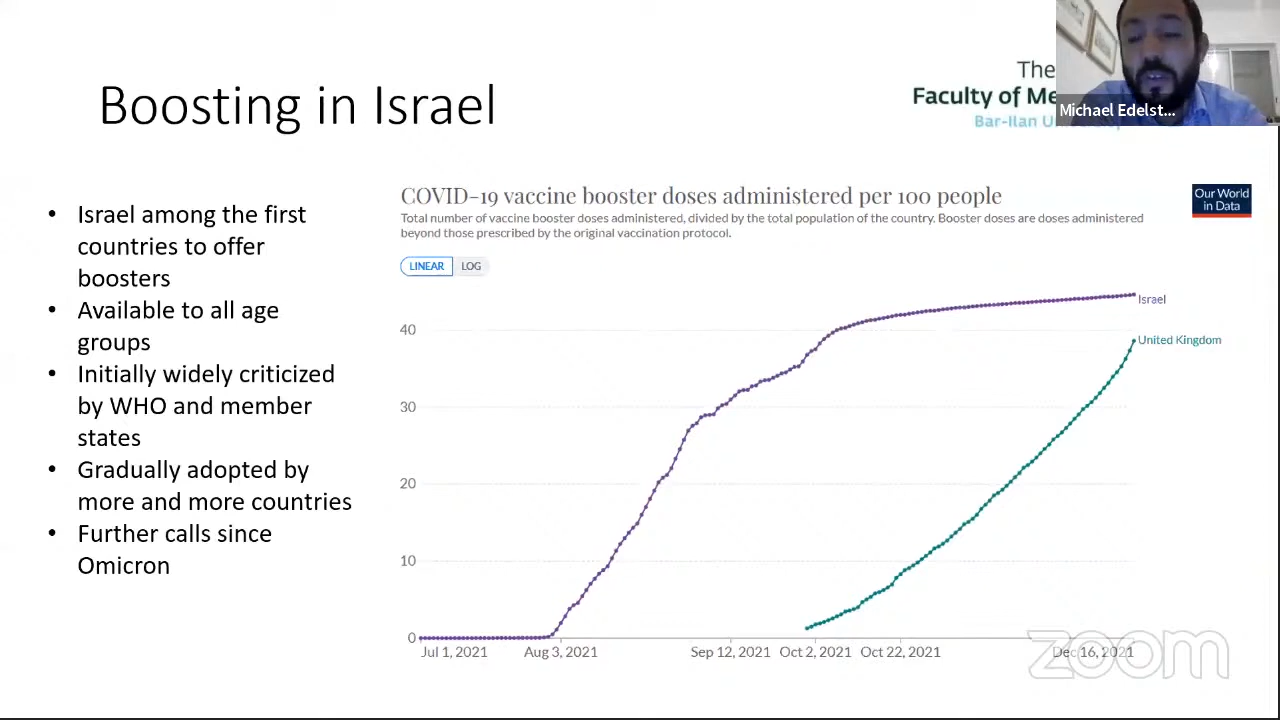 Boosting in Israel
The
Faculty of Me
Bar-Ilan U
Michael Edelst...
• Israel among the first
countries to offer
boosters
• Available to all age
groups
• Initially widely criticized
by WHO and member
states
• Gradually adopted by
more and more countries
• Further calls since
Omicron
COVID-19 vaccine booster doses administered per 100 people
Total number of vaccine booster doses administered, divided by the total population of the country. Booster doses are doses administered
beyond those prescribed by the original vaccination protocol.
Our World
in Data
LINEAR LOG
Israel
United Kingdom
40
30
20
10
0
Jul 1, 2021 Aug 3, 2021 Sep 12, 2021 Oct 2, 2021 Oct 22, 2021 Dec 16, 2021
zoom